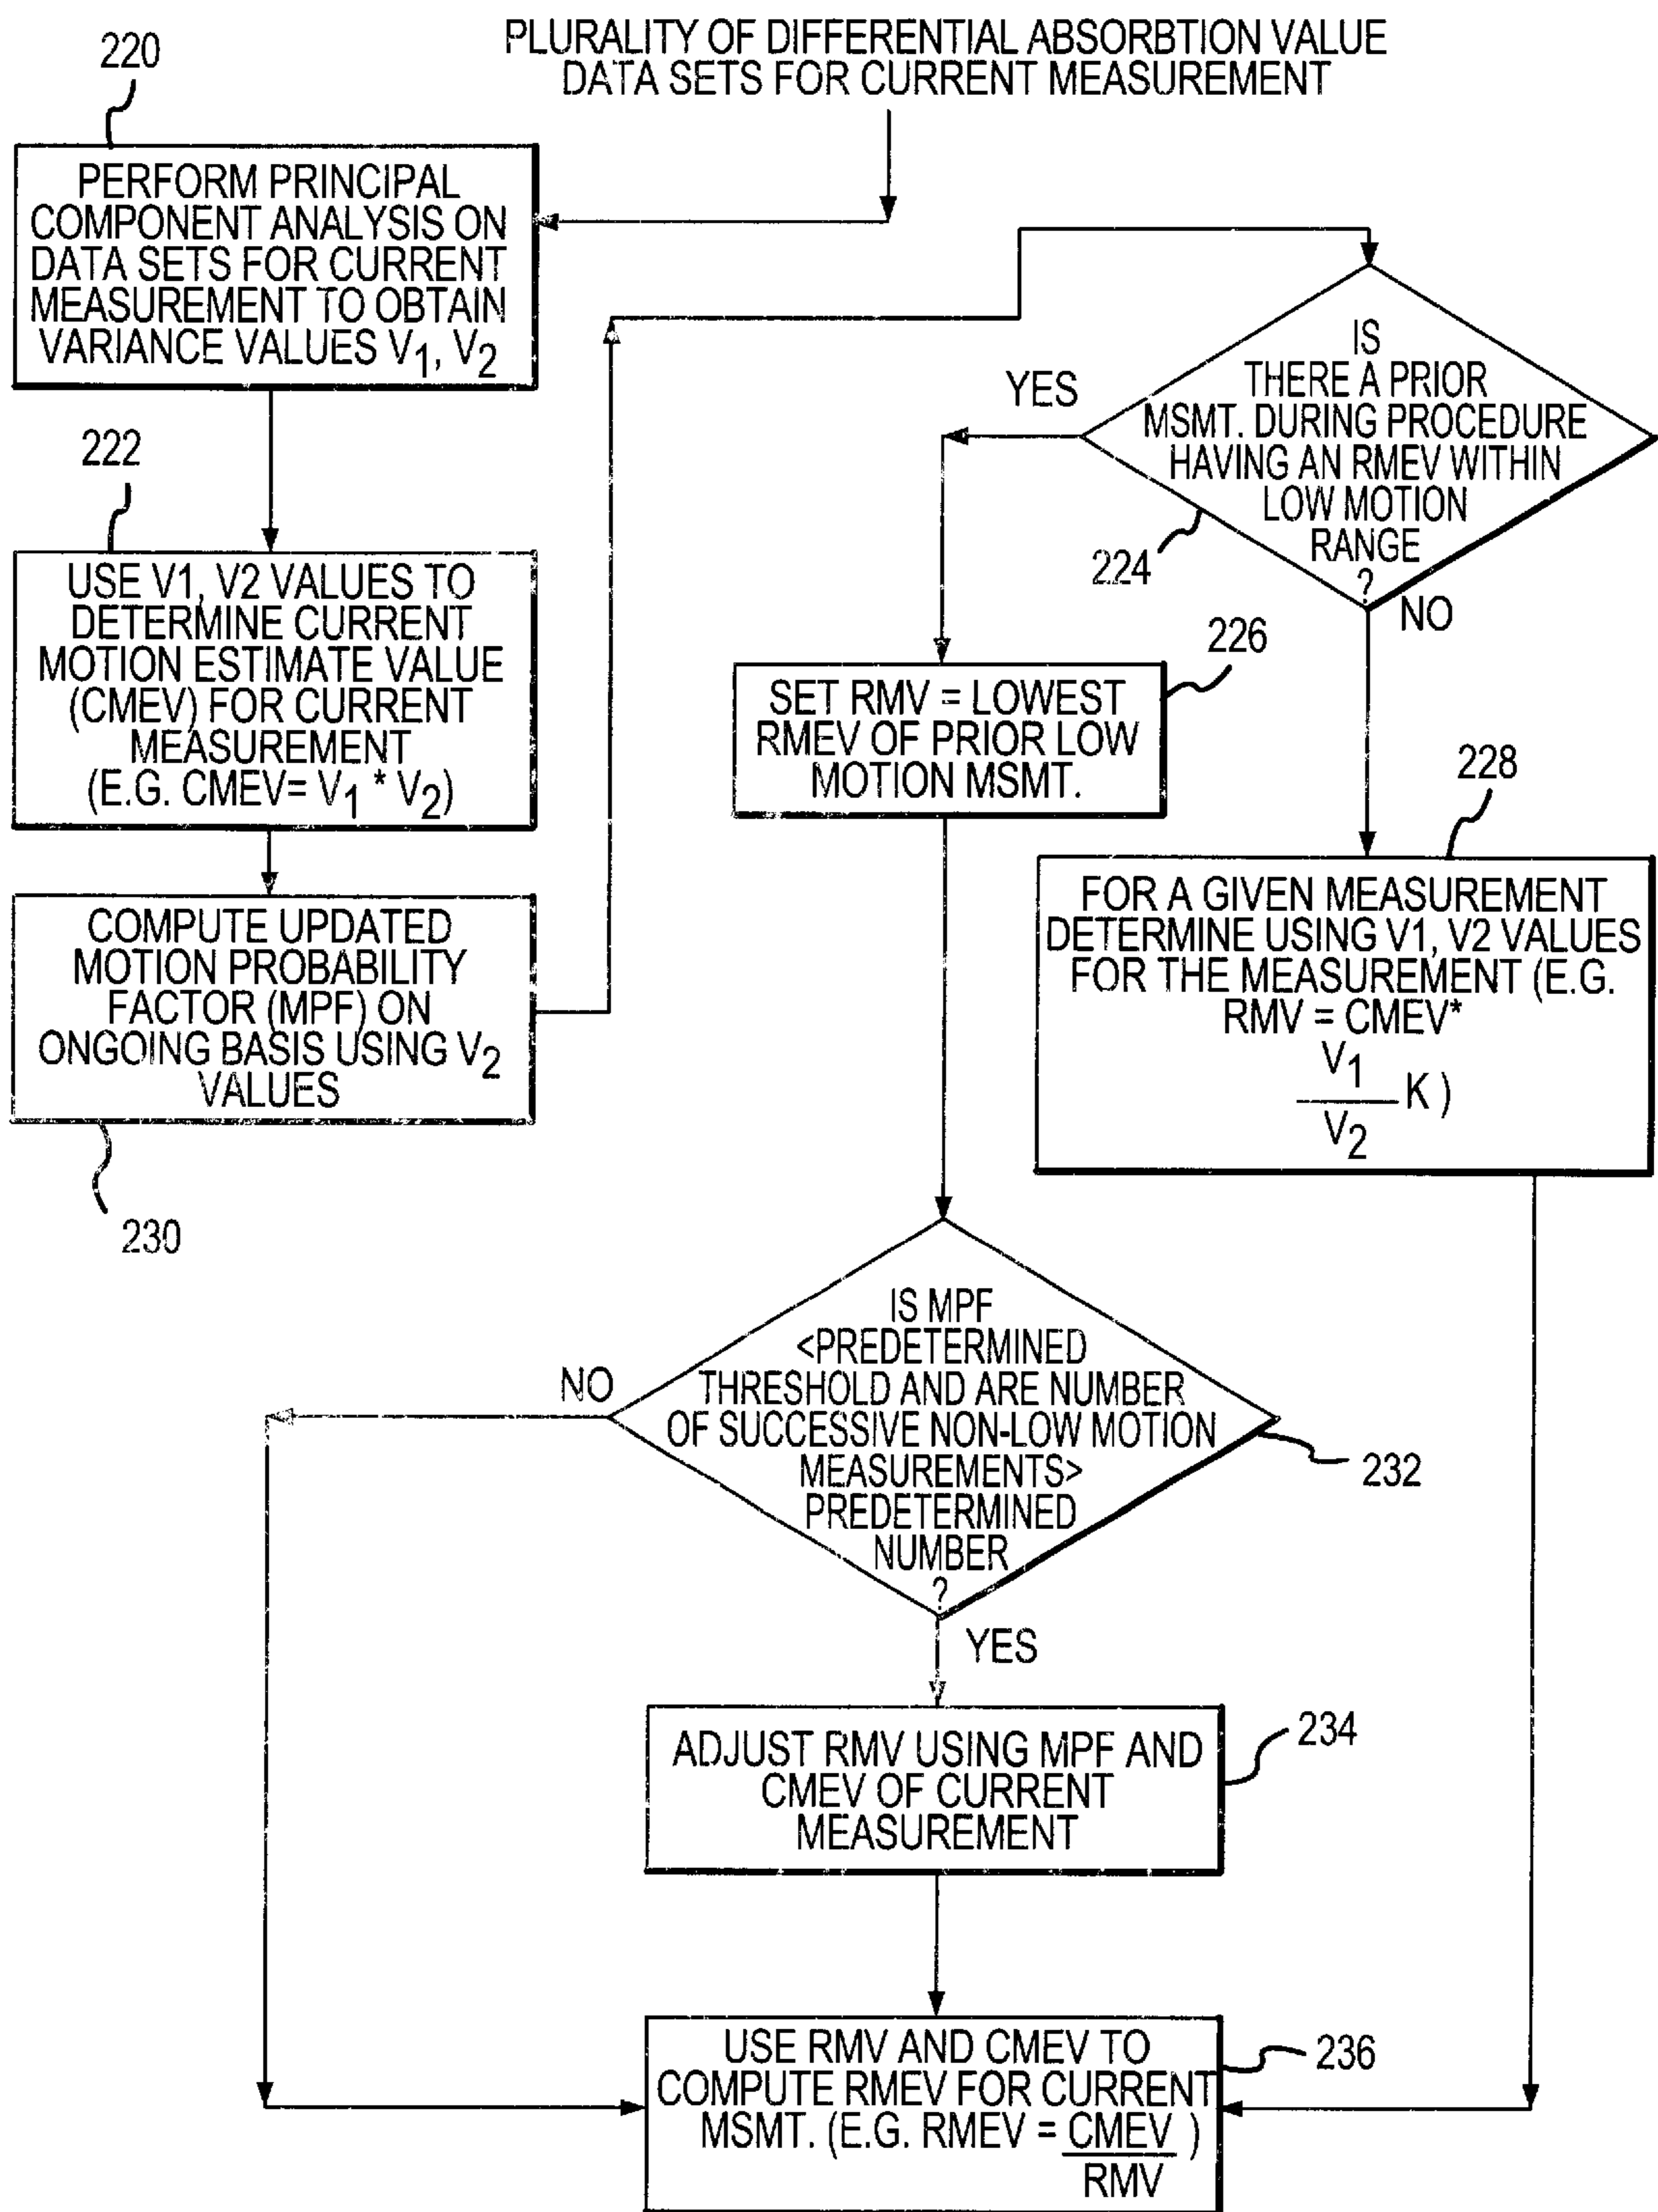 PLURALITY OF DIFFERENTIAL ABSORBTION VALUE
DATA SETS FOR CURRENT MEASUREMENT
220
PERFORM PRINCIPAL
COMPONENT ANALYSIS ON
DATA SETS FOR CURRENT
MEASUREMENT TO OBTAIN
VARIANCE VALUES V1, V2
222
USE V1, V2 VALUES TO
DETERMINE CURRENT
MOTION ESTIMATE VALUE
(CMEV) FOR CURRENT
MEASUREMENT
(E.G. CMEV= V1 * V2)
COMPUTE UPDATED
MOTION PROBABILITY
FACTOR (MPF) ON
ONGOING BASIS USING V2
VALUES
230
IS
THERE A PRIOR
MSMT. DURING PROCEDURE
HAVING AN RMEV WITHIN
LOW MOTION
RANGE
?
YES
NO
224
226
SET RMV = LOWEST
RMEV OF PRIOR LOW
MOTION MSMT.
228
FOR A GIVEN MEASUREMENT
DETERMINE USING V1, V2 VALUES
FOR THE MEASUREMENT (E.G.
RMV = CMEV*
V1
K )
V2
IS MPF
<PREDETERMINED
THRESHOLD AND ARE NUMBER
OF SUCCESSIVE NON-LOW MOTION
MEASUREMENTS>
PREDETERMINED
NUMBER
?
NO
232
YES
ADJUST RMV USING MPF AND
CMEV OF CURRENT
MEASUREMENT
234
USE RMV AND CMEV TO
COMPUTE RMEV FOR CURRENT
MSMT. (E.G. RMEV = CMEV )
RMV
236